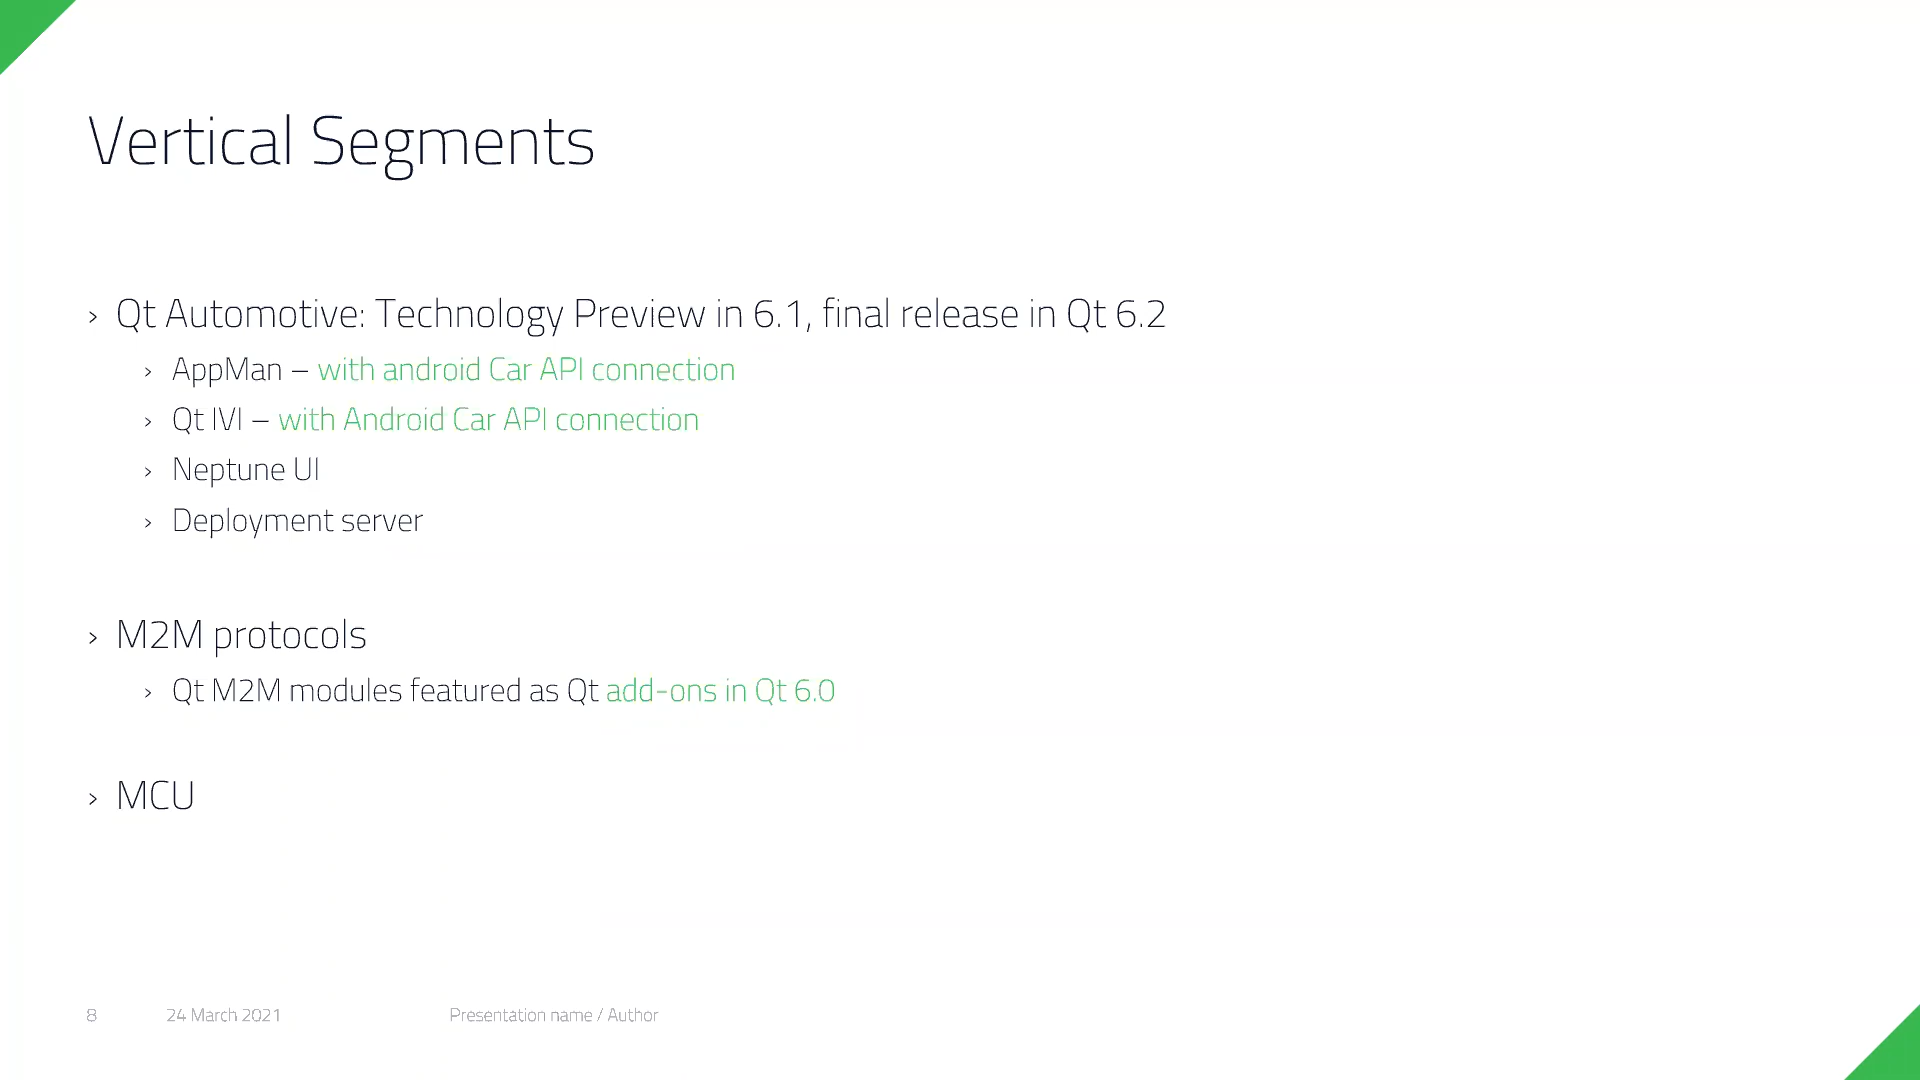 Vertical Segments
› Qt Automotive: Technology Preview in 6.1, final release in Qt 6.2
› AppMan – with android Car API connection
› Qt IVI – with Android Car API connection
› Neptune UI
› Deployment server
› M2M protocols
› Qt M2M modules featured as Qt add-ons in Qt 6.0
› MCU
8 24 March 2021 Presentation name / Author